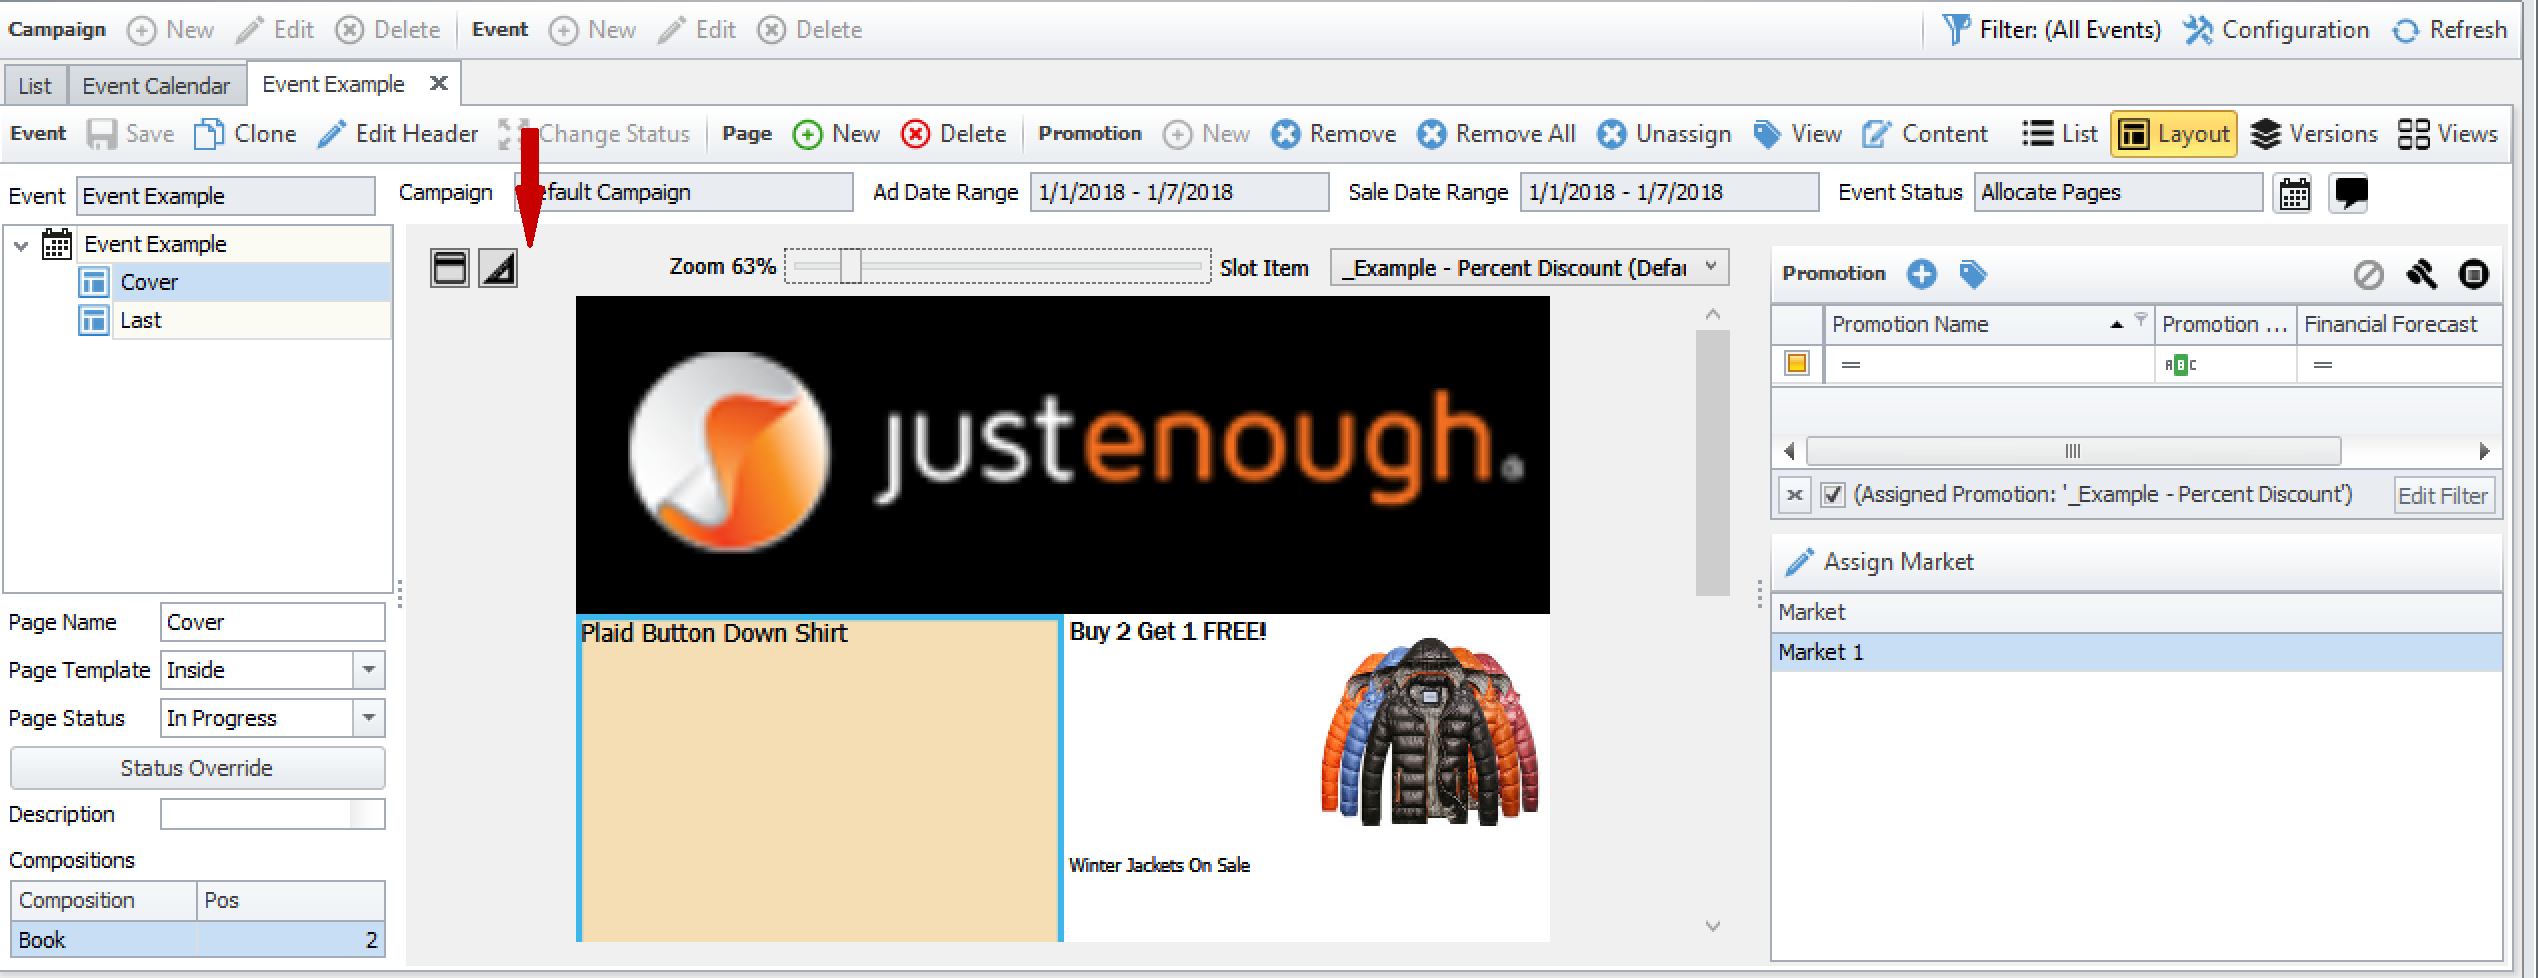 Campaign New Edit Delete Event New Edit Delete Filter: (All Events) Configuration Refresh
List Event Calendar Event Example
Event Save Clone Edit Header Change Status Page New Delete Promotion New Remove Remove All Unassign View Content List Layout Versions Views
Event Event Example Campaign efault Campaign Ad Date Range 1/1/2018 - 1/7/2018 Sale Date Range 1/1/2018 - 1/7/2018 Event Status Allocate Pages
Event Example
Cover
Last
Page Name Cover
Page Template Inside
Page Status In Progress
Status Override
Description
Compositions
Composition Pos
Book 2
Zoom 63% Slot Item _Example - Percent Discount (Defau
justenough.
Plaid Button Down Shirt
Buy 2 Get 1 FREE!
Winter Jackets On Sale
Promotion
Promotion Name Promotion ... Financial Forecast
= ABC =
(Assigned Promotion: '_Example - Percent Discount') Edit Filter
Assign Market
Market
Market 1